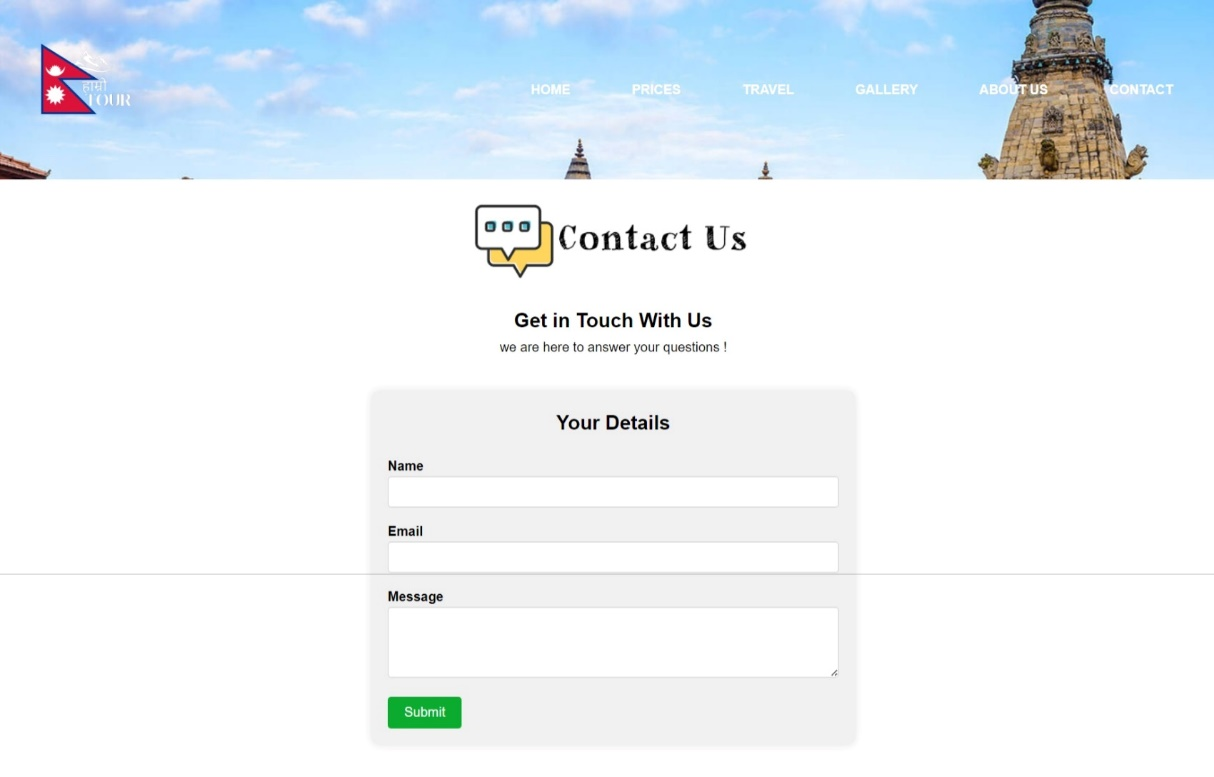 हाम्रो
TOUR
HOME PRICES TRAVEL GALLERY ABOUT US CONTACT
Contact Us
Get in Touch With Us
we are here to answer your questions !
Your Details
Name
Email
Message
Submit